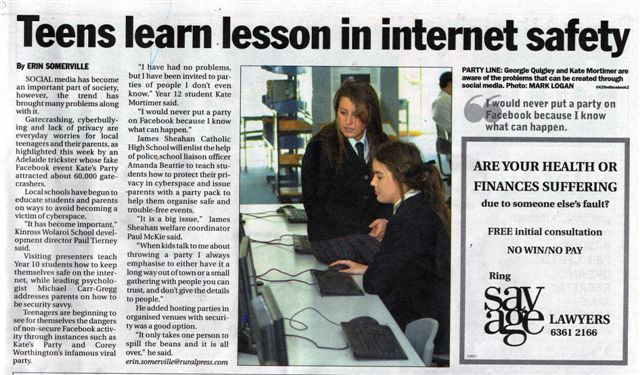 Teens learn lesson in internet safety
By ERIN SOMERVILLE
SOCIAL media has become
an important part of society,
however, the trend has
brought many problems along
with it.
Gatecrashing, cyberbully-
ing and lack of privacy are
everyday worries for local
teenagers and their parents, as
highlighted this week by an
Adelaide trickster whose fake
Facebook event Kate's Party
attracted about 60,000 gate-
crashers.
Local schools have begun to
educate students and parents
on ways to avoid becoming a
victim of cyberspace.
"It has become important,"
Kinross Wolaroi School devel-
opment director Paul Tierney
said.
Visiting presenters teach
Year 10 students how to keep
themselves safe on the inter-
net, while leading psycholo-
gist Michael Carr-Gregg
addresses parents on how to
be security savvy.
Teenagers are beginning to
see for themselves the dangers
of non-secure Facebook activ-
ity through instances such as
Kate's Party and Corey
Worthington's infamous viral
party.
"I have had no problems,
but I have been invited to par-
ties of people I don't even
know," Year 12 student Kate
Mortimer said.
"I would never put a party
on Facebook because I know
what can happen."
James Sheahan Catholic
High School will enlist the help
of police school liaison officer
Amanda Beattie to teach stu-
dents how to protect their pri-
vacy in cyberspace and issue
parents with a party pack to
help them organise safe and
trouble-free events.
"It is a big issue," James
Sheahan welfare coordinator
Paul McKie said.
"When kids talk to me about
throwing a party I always
emphasise to either have it a
long way out of town or a small
gathering with people you can
trust, and don't give the details
to people."
He added hosting parties in
organised venues with securi-
ty was a good option.
"It only takes one person to
spill the beans and it is all
over," he said.
erin.somerville@ruralpress.com
PARTY LINE: Georgie Quigley and Kate Mortimer are
aware of the problems that can be created through
social media. Photo: MARK LOGAN
I would never put a party on
Facebook because I know
what can happen.
ARE YOUR HEALTH OR
FINANCES SUFFERING
due to someone else's fault?
FREE initial consultation
NO WIN/NO PAY
Ring
savage LAWYERS
6361 2166